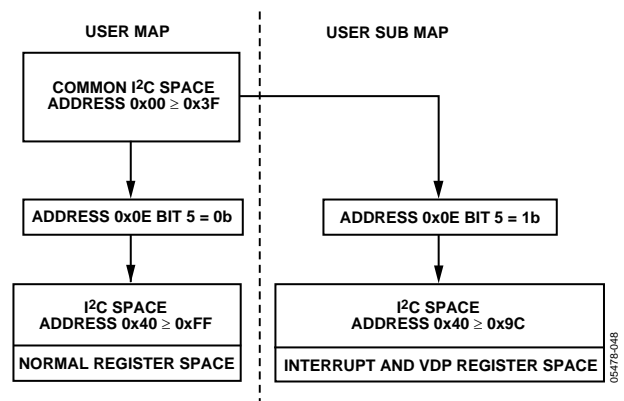 USER MAP
USER SUB MAP
COMMON I²C SPACE
ADDRESS 0x00 ≥ 0x3F
ADDRESS 0x0E BIT 5 = 0b
ADDRESS 0x0E BIT 5 = 1b
I²C SPACE
ADDRESS 0x40 ≥ 0xFF
NORMAL REGISTER SPACE
I²C SPACE
ADDRESS 0x40 ≥ 0x9C
INTERRUPT AND VDP REGISTER SPACE
05478-048